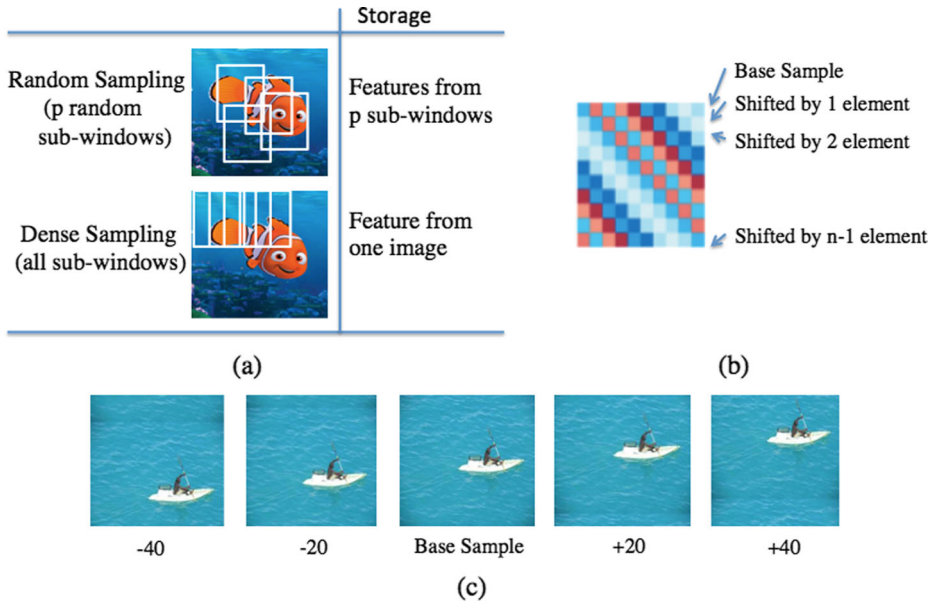 Storage
Random Sampling
(p random
sub-windows)
Features from
p sub-windows
Dense Sampling
(all sub-windows)
Feature from
one image
(a)
Base Sample
Shifted by 1 element
Shifted by 2 element
Shifted by n-1 element
(b)
-40
-20
Base Sample
+20
+40
(c)